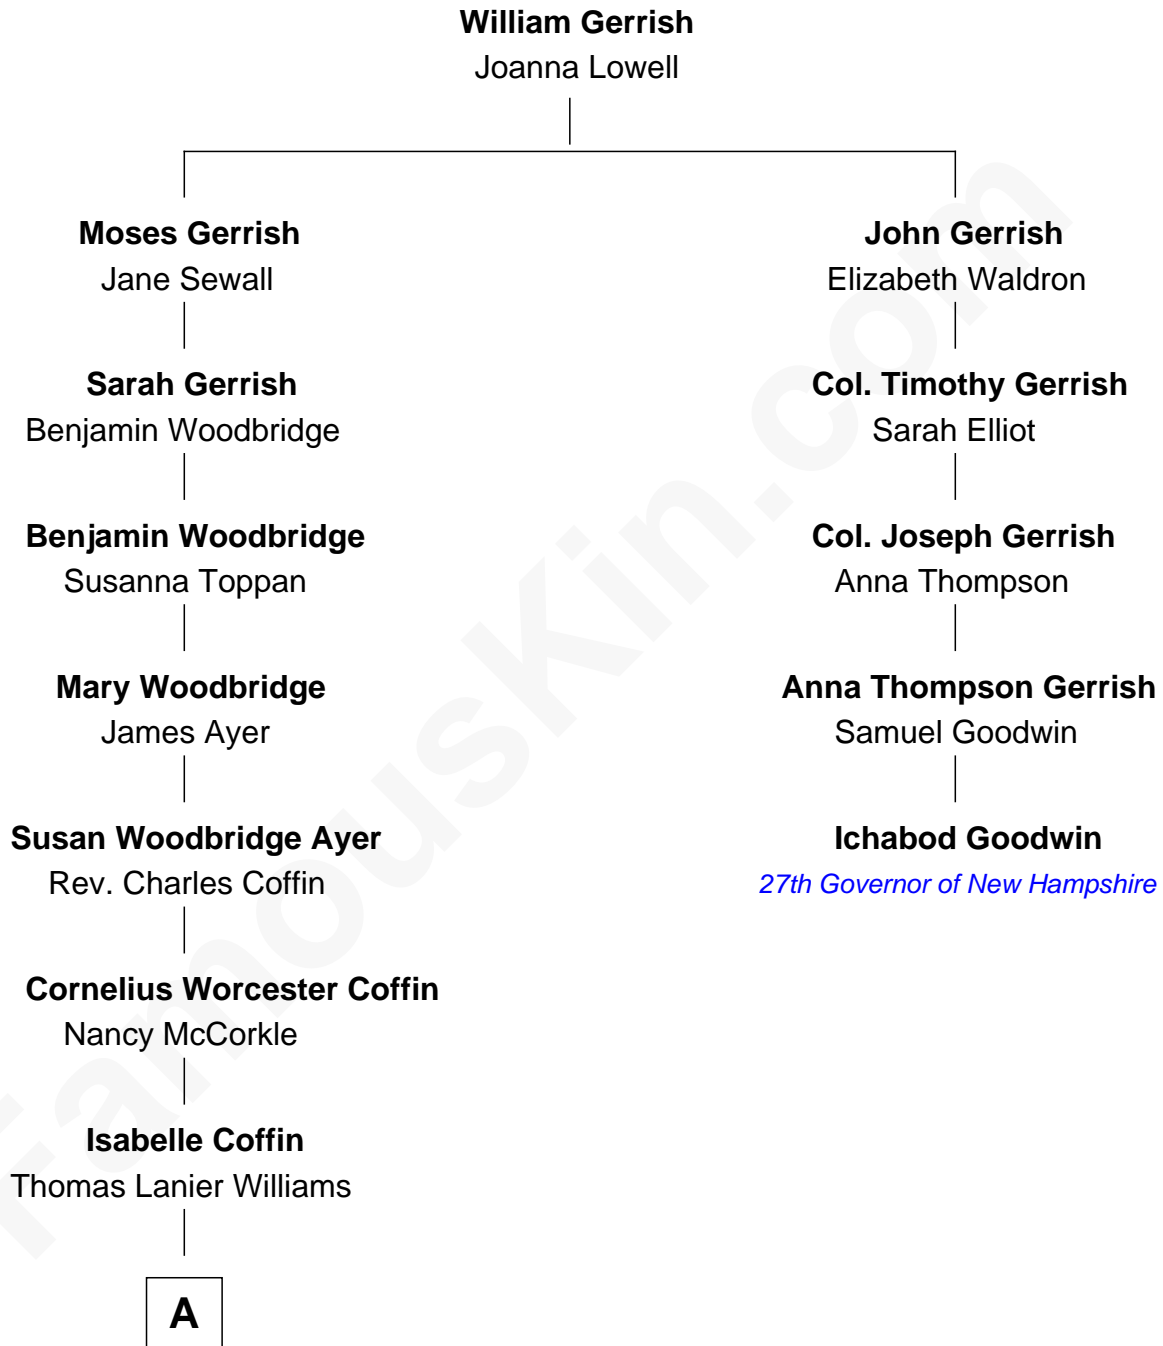 William Gerrish
Joanna Lowell
Moses Gerrish
Jane Sewall
John Gerrish
Elizabeth Waldron
Sarah Gerrish
Benjamin Woodbridge
Col. Timothy Gerrish
Sarah Elliot
Benjamin Woodbridge
Susanna Toppan
Col. Joseph Gerrish
Anna Thompson
Mary Woodbridge
James Ayer
Anna Thompson Gerrish
Samuel Goodwin
Susan Woodbridge Ayer
Rev. Charles Coffin
Ichabod Goodwin
27th Governor of New Hampshire
Cornelius Worcester Coffin
Nancy McCorkle
Isabelle Coffin
Thomas Lanier Williams
A
FamousKin.com